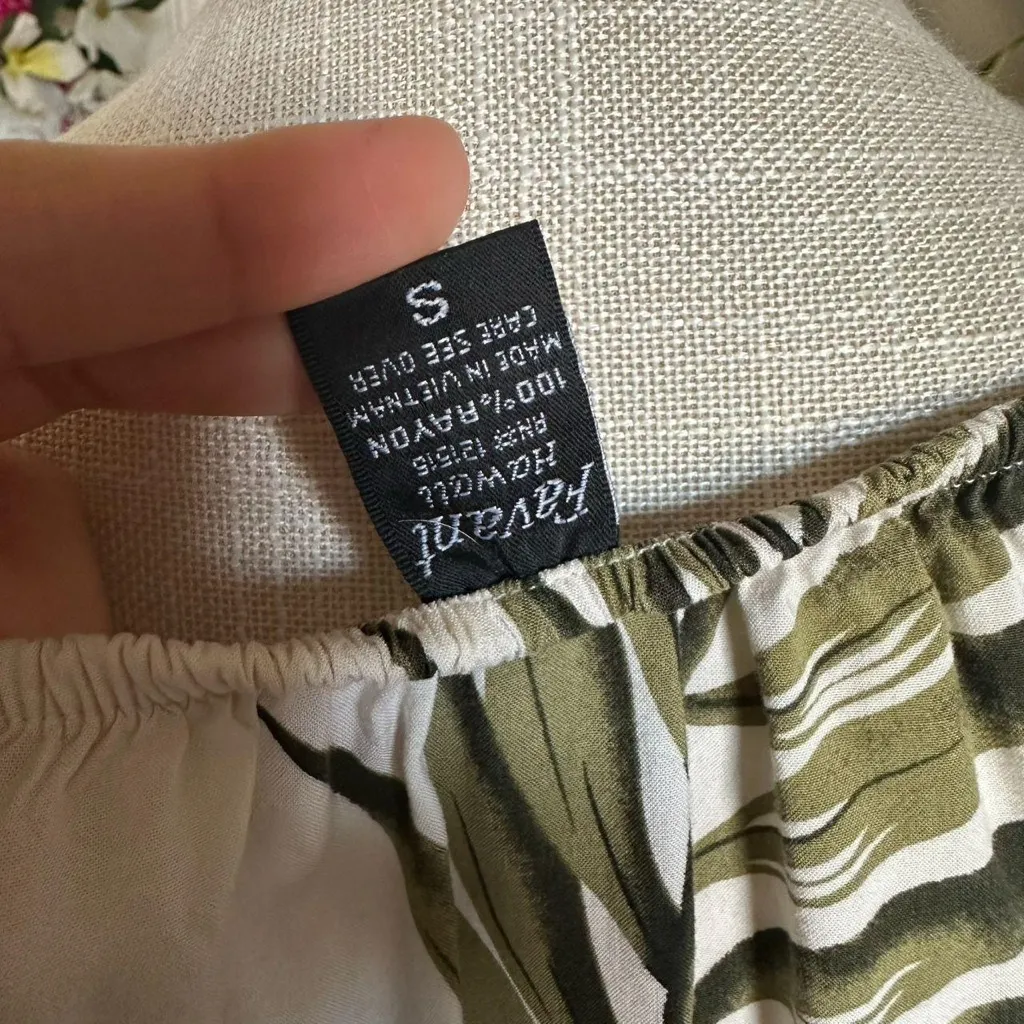 Favant
Hawaii
RN# 121515
100% RAYON
MADE IN VIETNAM
CARE SEE OVER
S